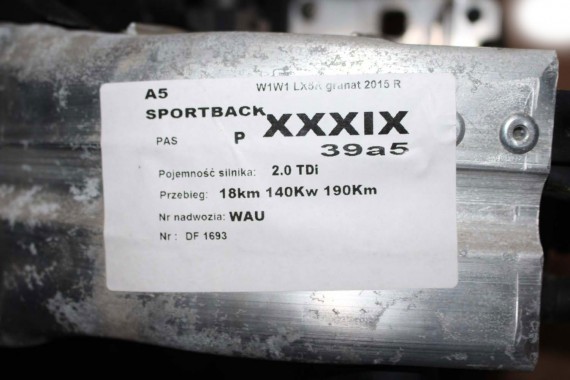 A5 W1W1 LX5R granat 2015 R
SPORTBACK
PAS P XXXIX
39a5
Pojemność silnika: 2.0 TDi
Przebieg: 18km 140Kw 190Km
Nr nadwozia: WAU
Nr : DF 1693